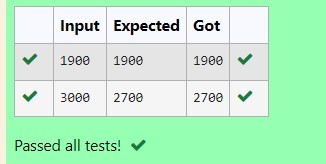 Input Expected Got
1900 1900 1900
3000 2700 2700
Passed all tests!